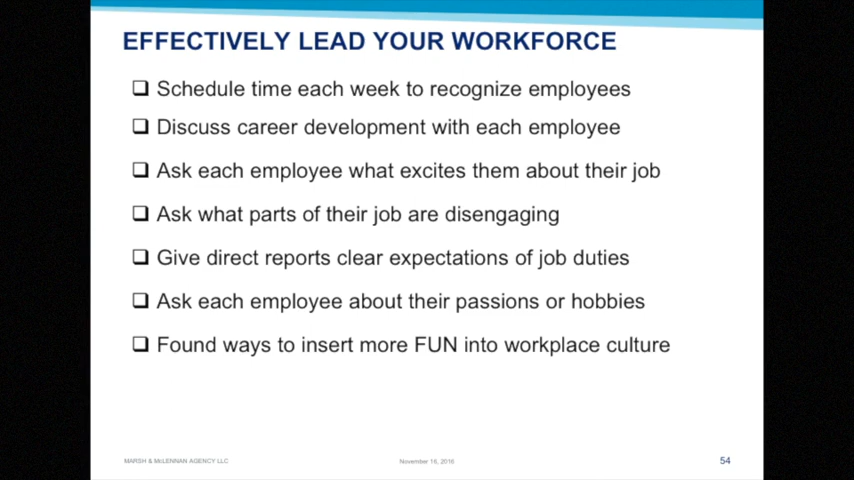 EFFECTIVELY LEAD YOUR WORKFORCE
❑ Schedule time each week to recognize employees
❑ Discuss career development with each employee
❑ Ask each employee what excites them about their job
❑ Ask what parts of their job are disengaging
❑ Give direct reports clear expectations of job duties
❑ Ask each employee about their passions or hobbies
❑ Found ways to insert more FUN into workplace culture
MARSH & McLENNAN AGENCY LLC
November 16, 2016
54